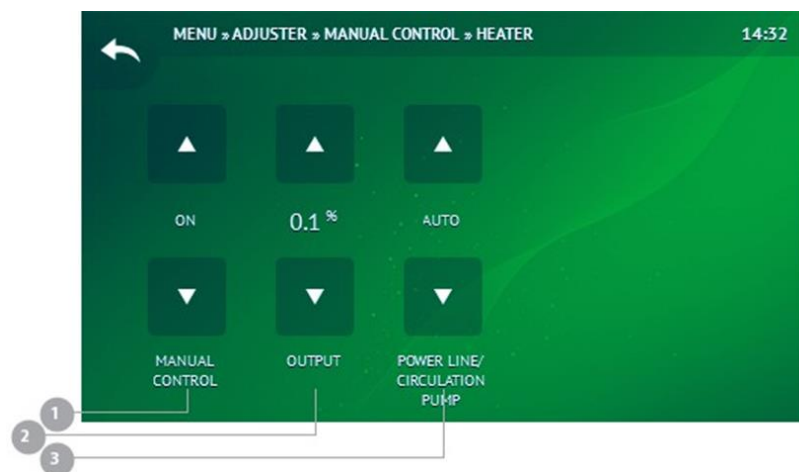 MENU » ADJUSTER » MANUAL CONTROL » HEATER 14:32
ON 0.1 % AUTO
MANUAL CONTROL
OUTPUT
POWER LINE/
CIRCULATION
PUMP
1
2
3